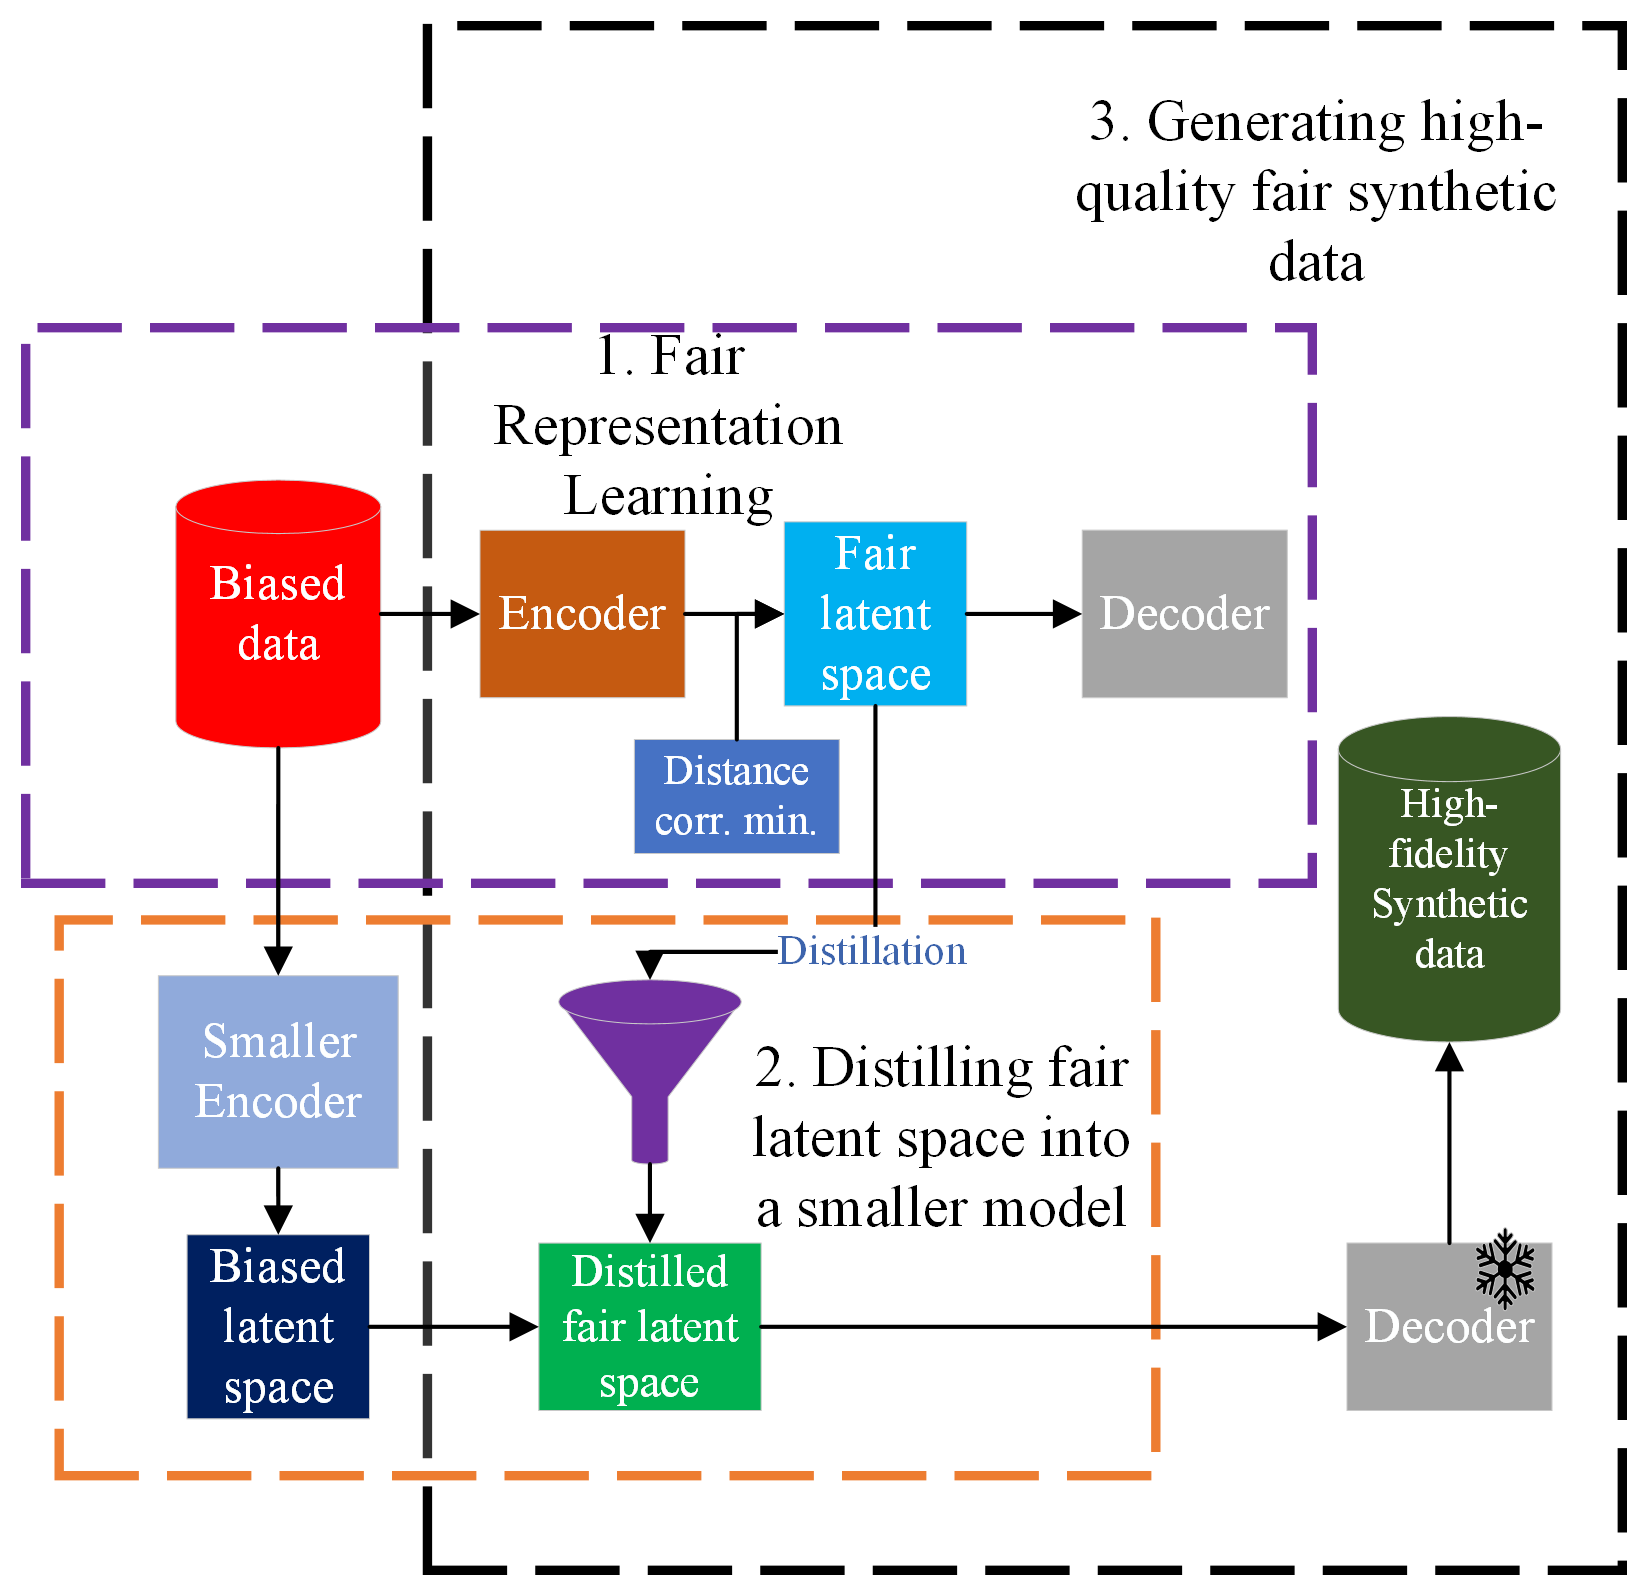 3. Generating high-
quality fair synthetic
data
1. Fair
Representation
Learning
Biased
data
Encoder
Fair
latent
space
Decoder
Distance
corr. min.
High-
fidelity
Synthetic
data
Distillation
Smaller
Encoder
2. Distilling fair
latent space into
a smaller model
Biased
latent
space
Distilled
fair latent
space
Decoder